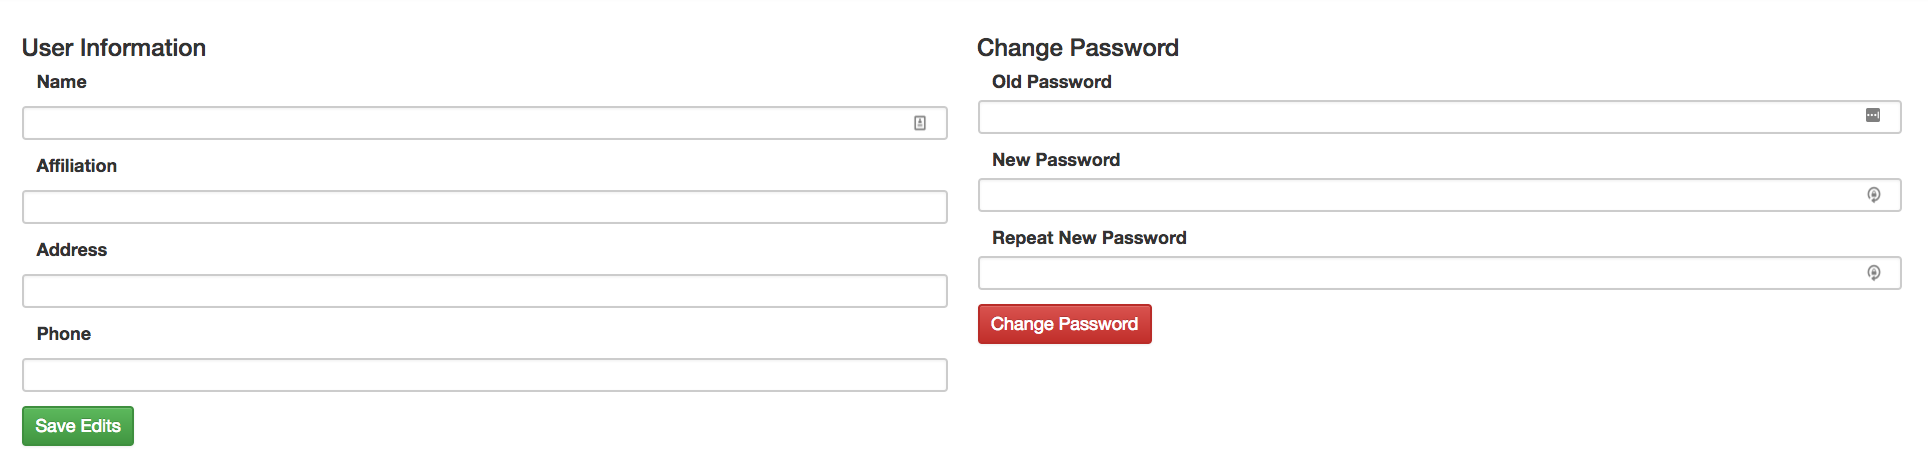 User Information
Name
Affiliation
Address
Phone
Save Edits
Change Password
Old Password
New Password
Repeat New Password
Change Password